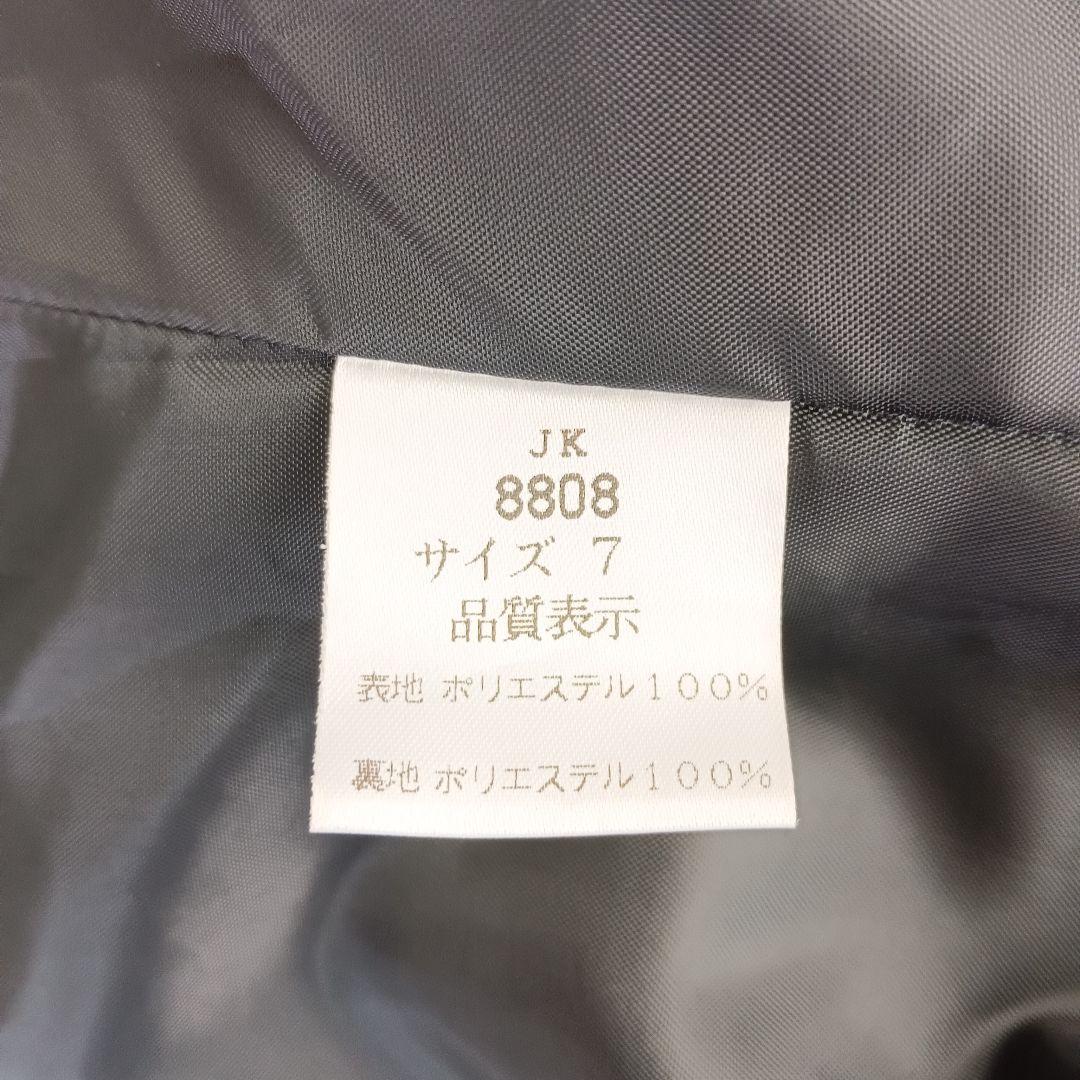 JK
8808
サイズ 7
品質表示
表地 ポリエステル100%
裏地 ポリエステル100%